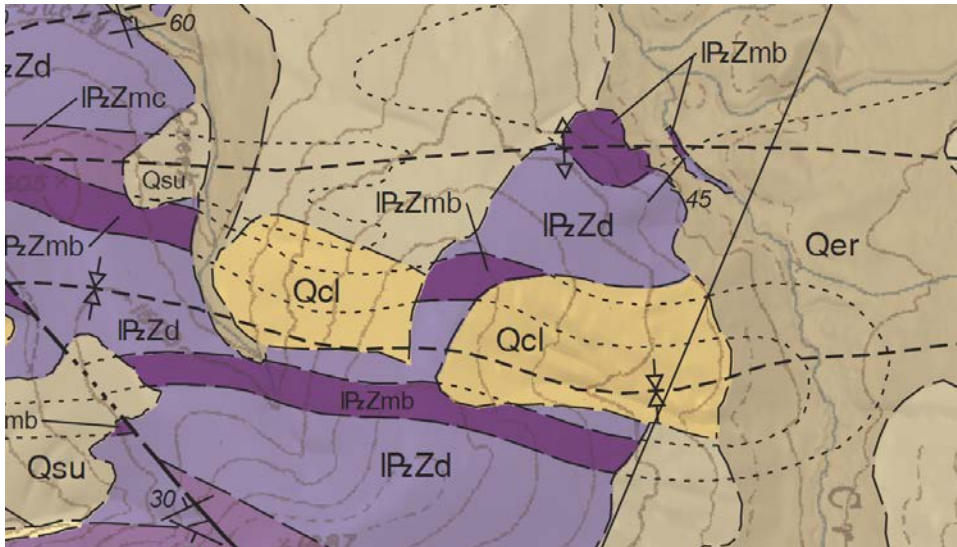 60
lPzZd
lPzZmb
lPzZmc
Qsu
lPzZmb
45
lPzZd
lPzZmb
Qer
Qcl
lPzZd
Qcl
lPzZmb
mb
lPzZd
Qsu
30